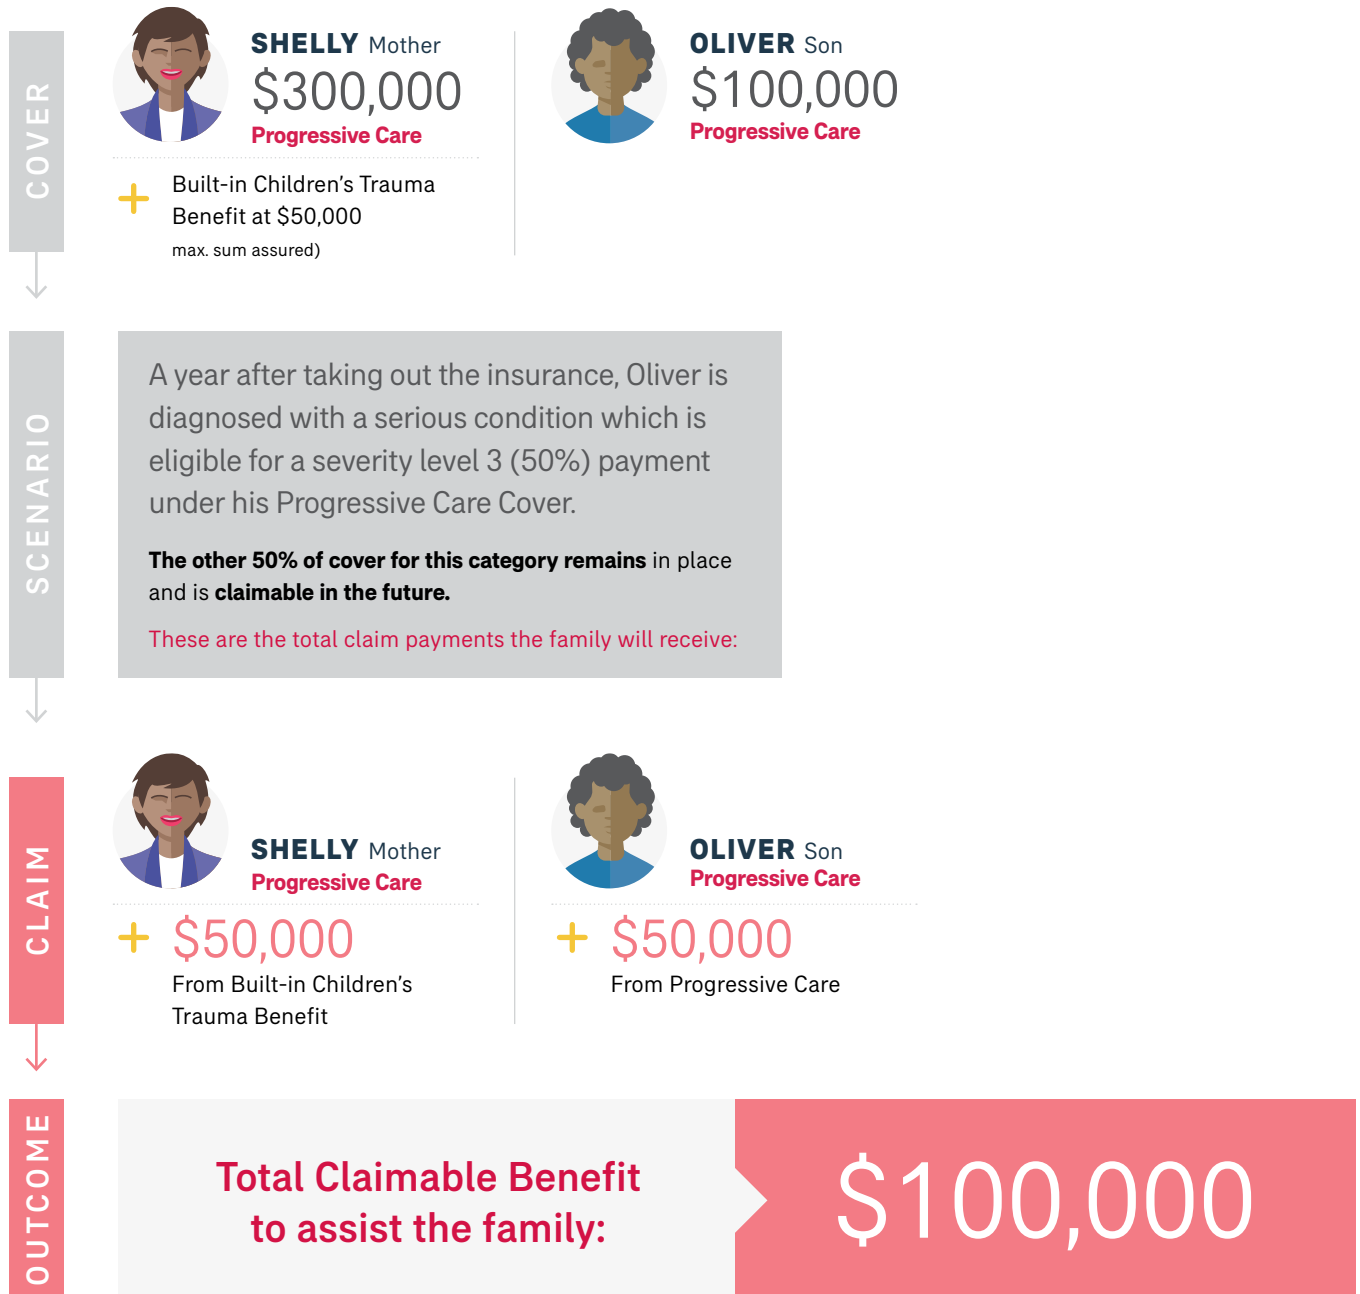 COVER
SHELLY Mother
$300,000
Progressive Care
Built-in Children’s Trauma
Benefit at $50,000
max. sum assured)
OLIVER Son
$100,000
Progressive Care
SCENARIO
A year after taking out the insurance, Oliver is
diagnosed with a serious condition which is
eligible for a severity level 3 (50%) payment
under his Progressive Care Cover.
The other 50% of cover for this category remains in place
and is claimable in the future.
These are the total claim payments the family will receive:
CLAIM
SHELLY Mother
Progressive Care
$50,000
From Built-in Children’s
Trauma Benefit
OLIVER Son
Progressive Care
$50,000
From Progressive Care
OUTCOME
Total Claimable Benefit
to assist the family:
$100,000